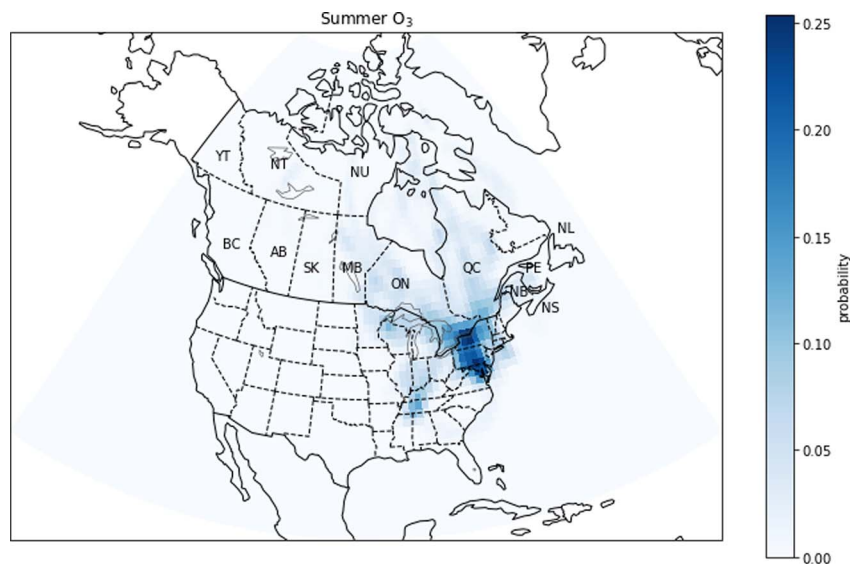 Summer O₃
YT
NT
NU
BC
AB
SK
MB
ON
QC
NL
PE
NB
NS
0.25
0.20
0.15
0.10
0.05
0.00
probability